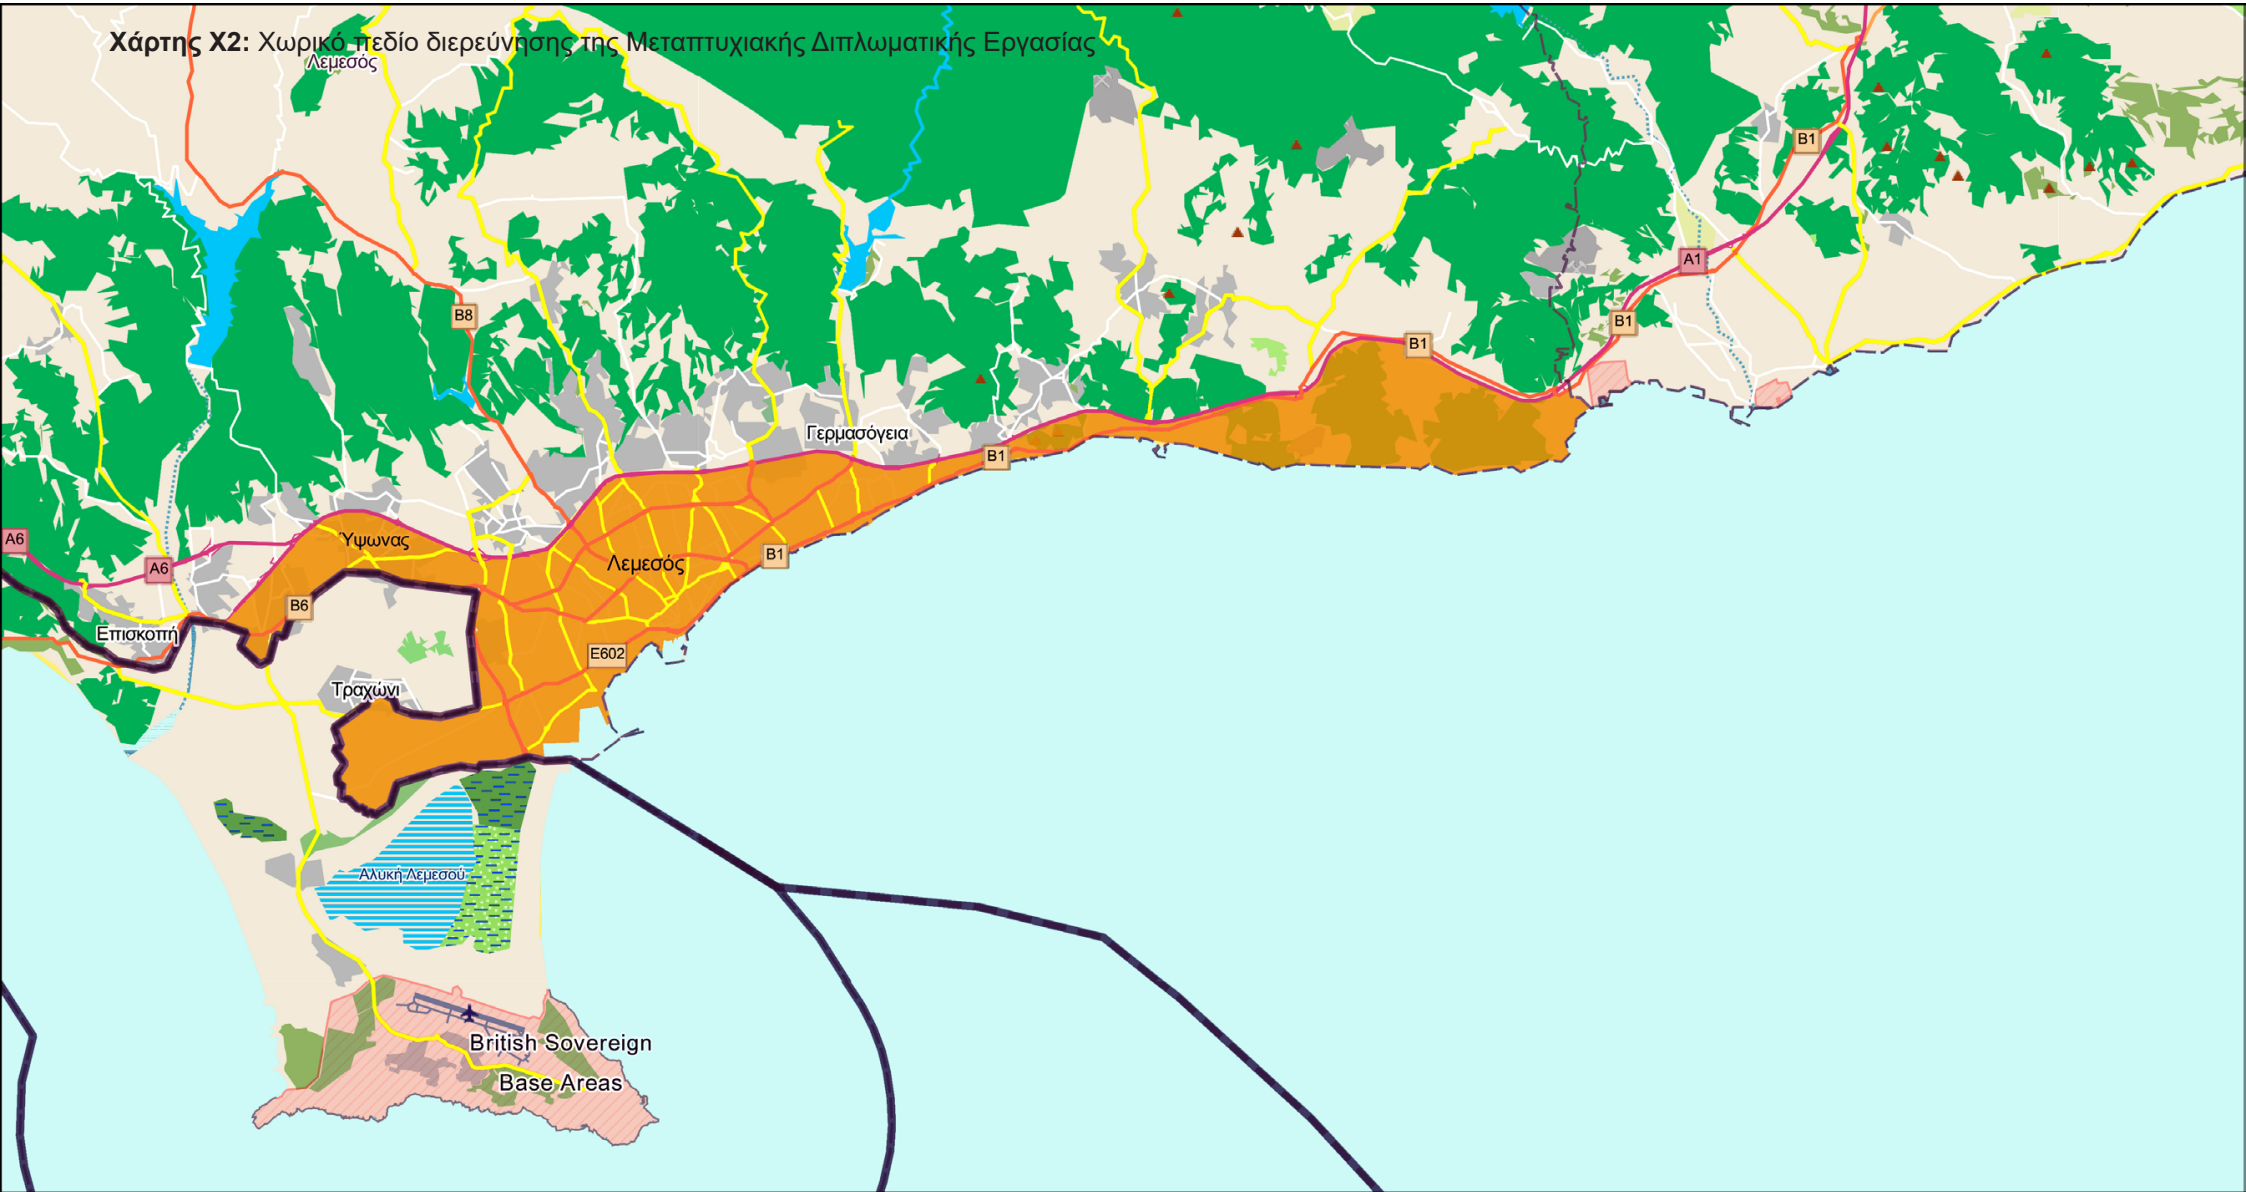 Χάρτης Χ2: Χωρικό πεδίο διερεύνησης της Μεταπτυχιακής Διπλωματικής Εργασίας
Λεμεσός
B1
A1
B8
B1
B1
Γερμασόγεια
B1
A6
Ύψωνας
A6
Λεμεσός
B1
B6
Επισκοπή
E602
Τραχώνι
Αλυκή Λεμεσού
British Sovereign
Base Areas